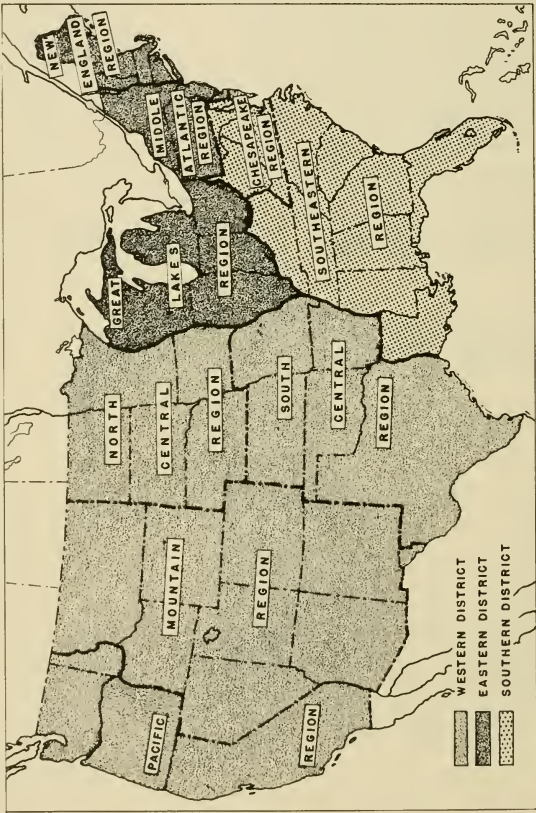 NEW
ENGLAND
REGION
MIDDLE
ATLANTIC
REGION
CHESAPEAKE
REGION
SOUTHEASTERN
REGION
GREAT
LAKES
REGION
NORTH
CENTRAL
REGION
SOUTH
CENTRAL
REGION
MOUNTAIN
REGION
PACIFIC
REGION
WESTERN DISTRICT
EASTERN DISTRICT
SOUTHERN DISTRICT